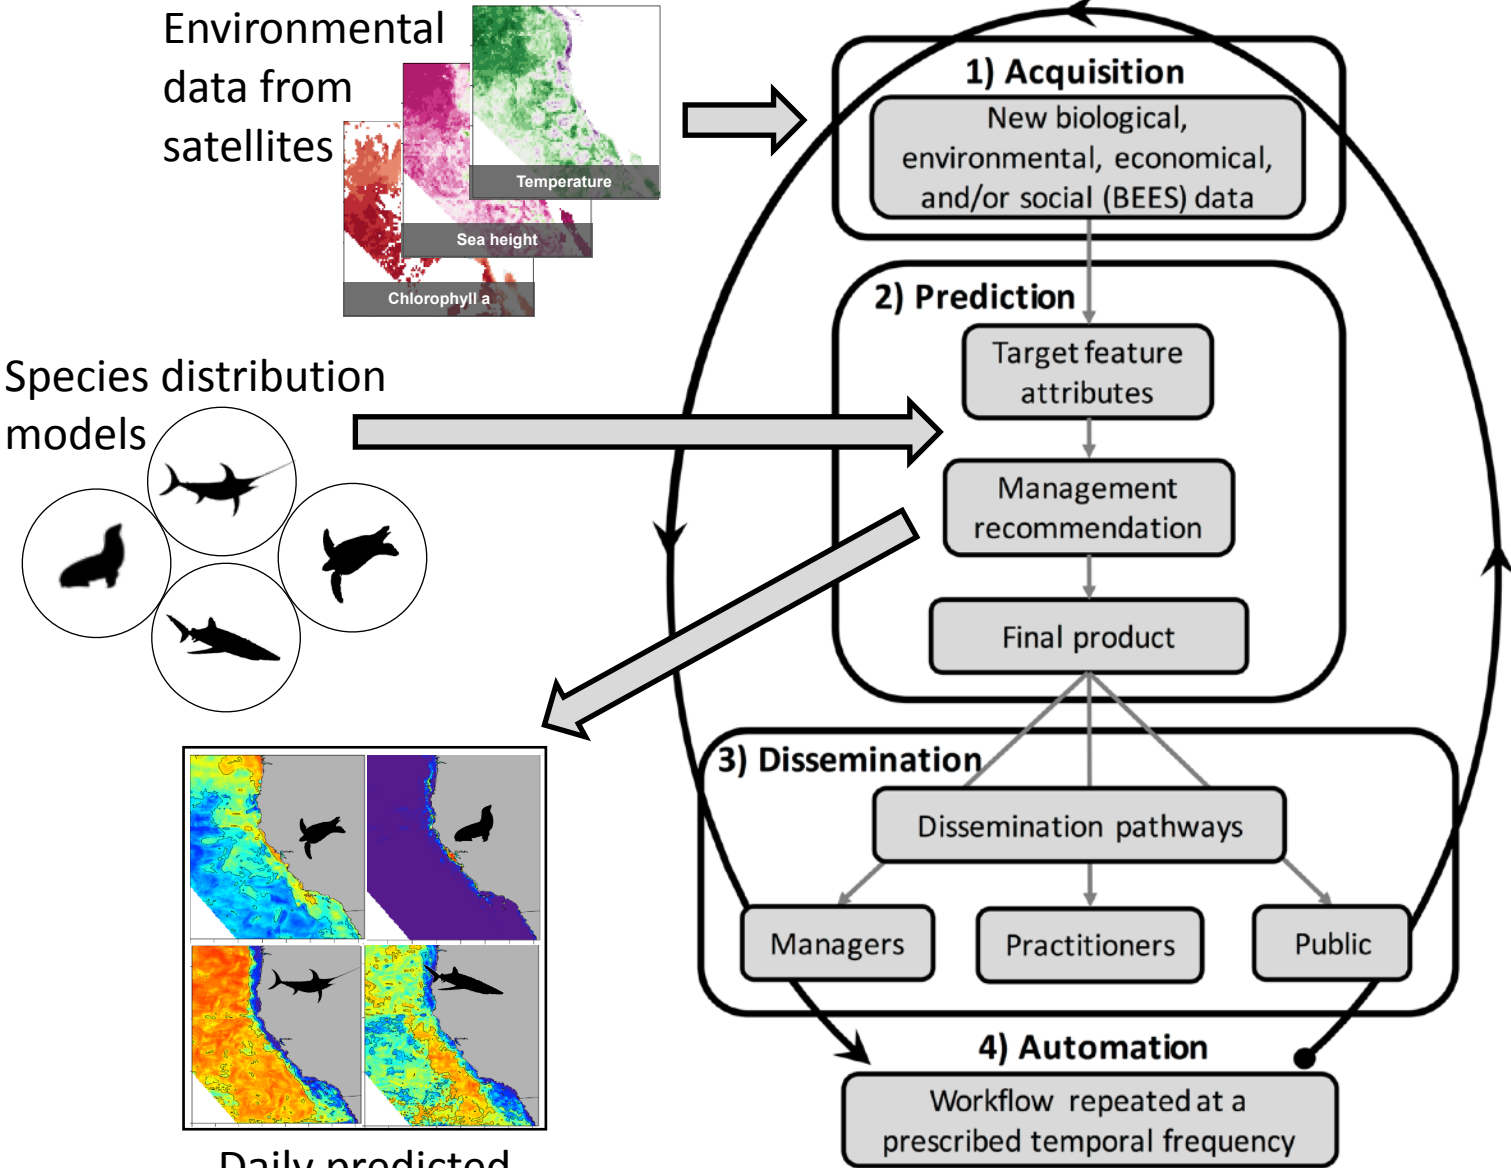 Environmental
data from
satellites
Temperature
Sea height
Chlorophyll a
Species distribution
models
Daily predicted
1) Acquisition
New biological,
environmental, economical,
and/or social (BEES) data
2) Prediction
Target feature
attributes
Management
recommendation
Final product
3) Dissemination
Dissemination pathways
Managers
Practitioners
Public
4) Automation
Workflow repeated at a
prescribed temporal frequency